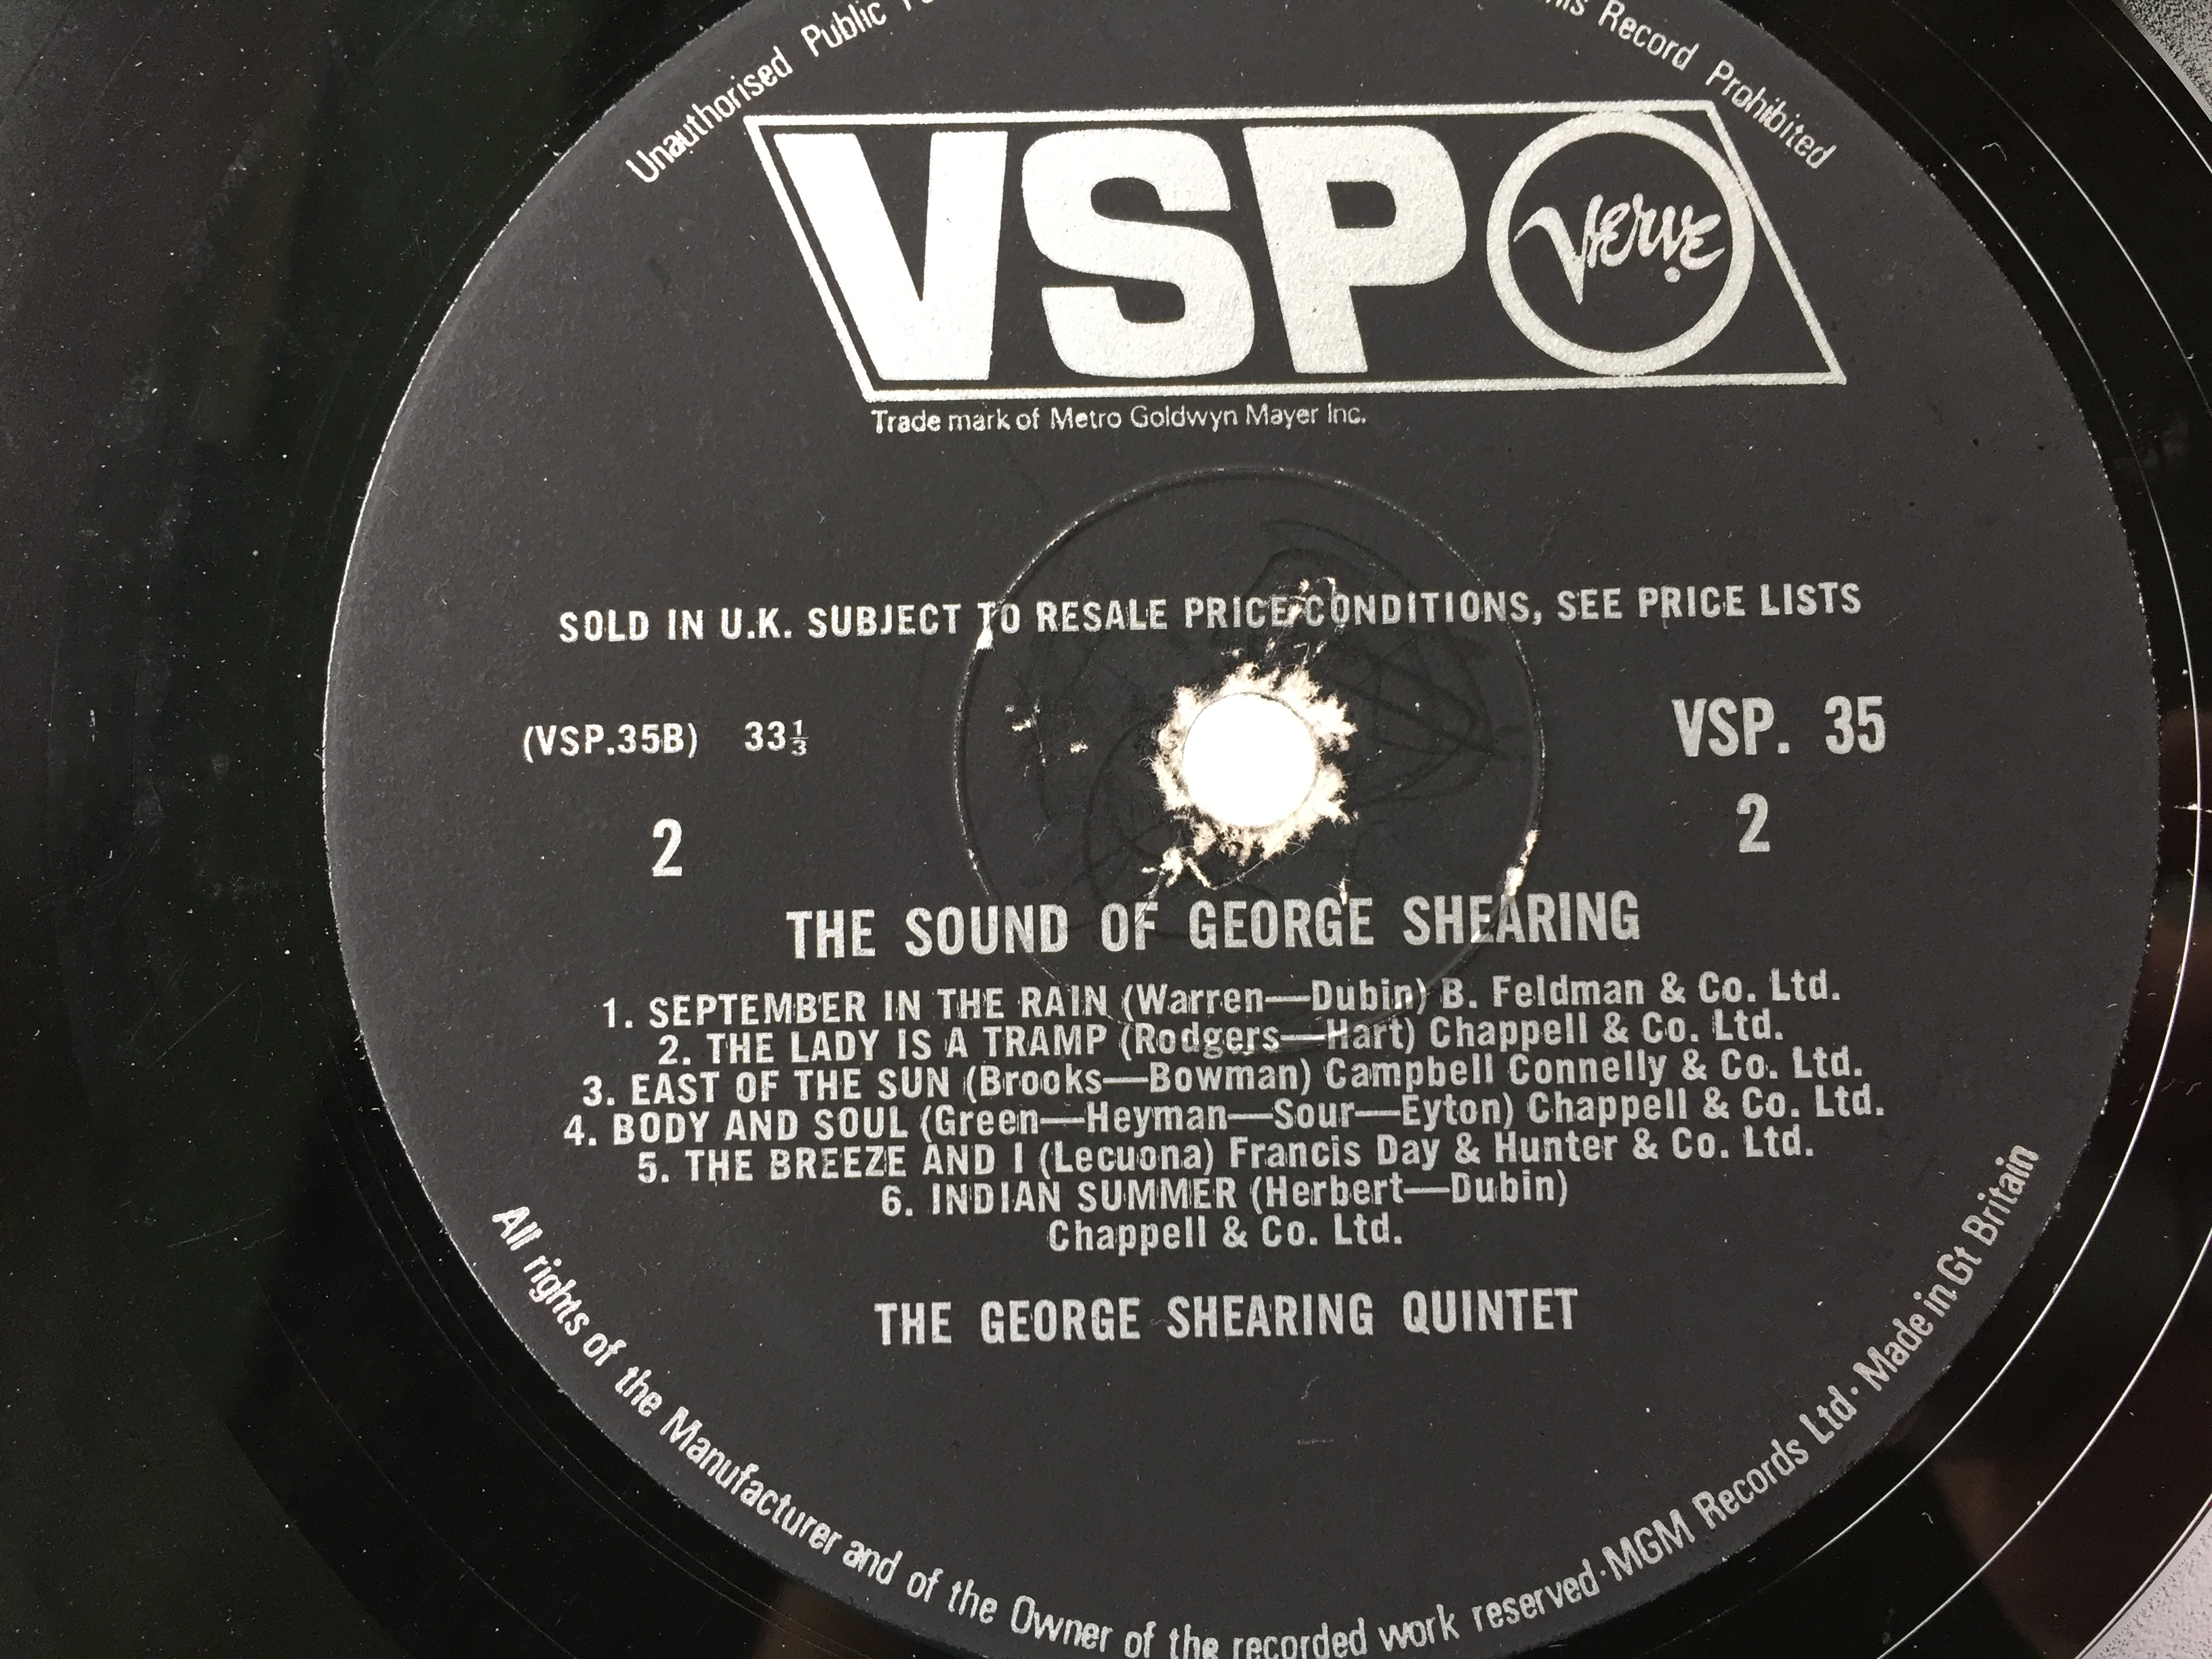 Unauthorised Public
Record Prohibited
VSP Verve
Trade mark of Metro Goldwyn Mayer Inc.
SOLD IN U.K. SUBJECT TO RESALE PRICE CONDITIONS, SEE PRICE LISTS
(VSP.35B) 33⅓
VSP. 35
2
2
THE SOUND OF GEORGE SHEARING
1. SEPTEMBER IN THE RAIN (Warren—Dubin) B. Feldman & Co. Ltd.
2. THE LADY IS A TRAMP (Rodgers—Hart) Chappell & Co. Ltd.
3. EAST OF THE SUN (Brooks—Bowman) Campbell Connelly & Co. Ltd.
4. BODY AND SOUL (Green—Heyman—Sour—Eyton) Chappell & Co. Ltd.
5. THE BREEZE AND I (Lecuona) Francis Day & Hunter & Co. Ltd.
6. INDIAN SUMMER (Herbert—Dubin)
Chappell & Co. Ltd.
THE GEORGE SHEARING QUINTET
All rights of the Manufacturer and of the Owner of the recorded work reserved · MGM Records Ltd · Made in Gt Britain